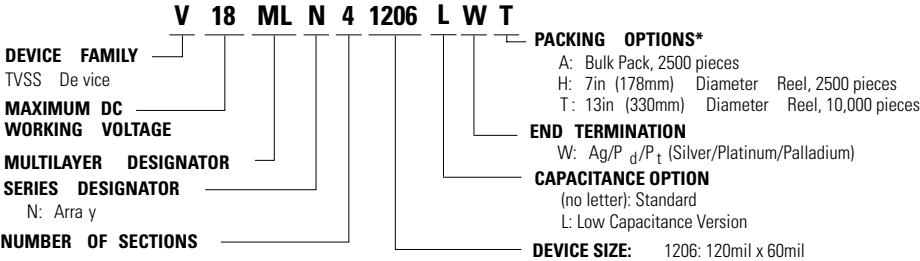 V 18 ML N 4 1206 L W T
DEVICE FAMILY
TVSS De vice
MAXIMUM DC
WORKING VOLTAGE
MULTILAYER DESIGNATOR
SERIES DESIGNATOR
N: Arra y
NUMBER OF SECTIONS
PACKING OPTIONS*
A: Bulk Pack, 2500 pieces
H: 7in (178mm) Diameter Reel, 2500 pieces
T: 13in (330mm) Diameter Reel, 10,000 pieces
END TERMINATION
W: Ag/P d/Pt (Silver/Platinum/Palladium)
CAPACITANCE OPTION
(no letter): Standard
L: Low Capacitance Version
DEVICE SIZE: 1206: 120mil x 60mil